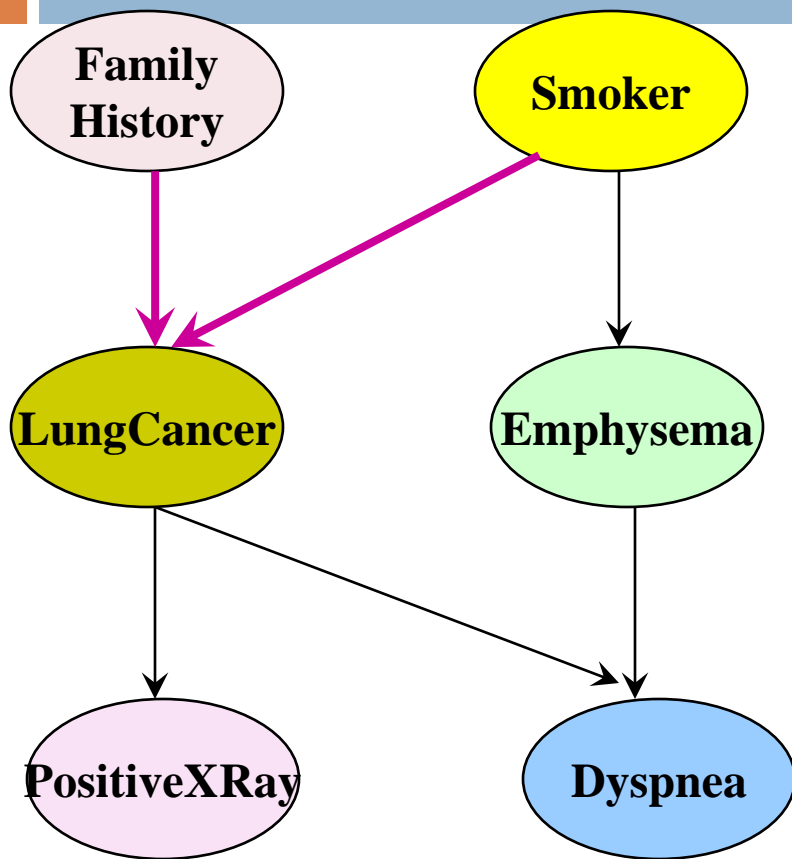 Family
History
Smoker
LungCancer
Emphysema
PositiveXRay
Dyspnea